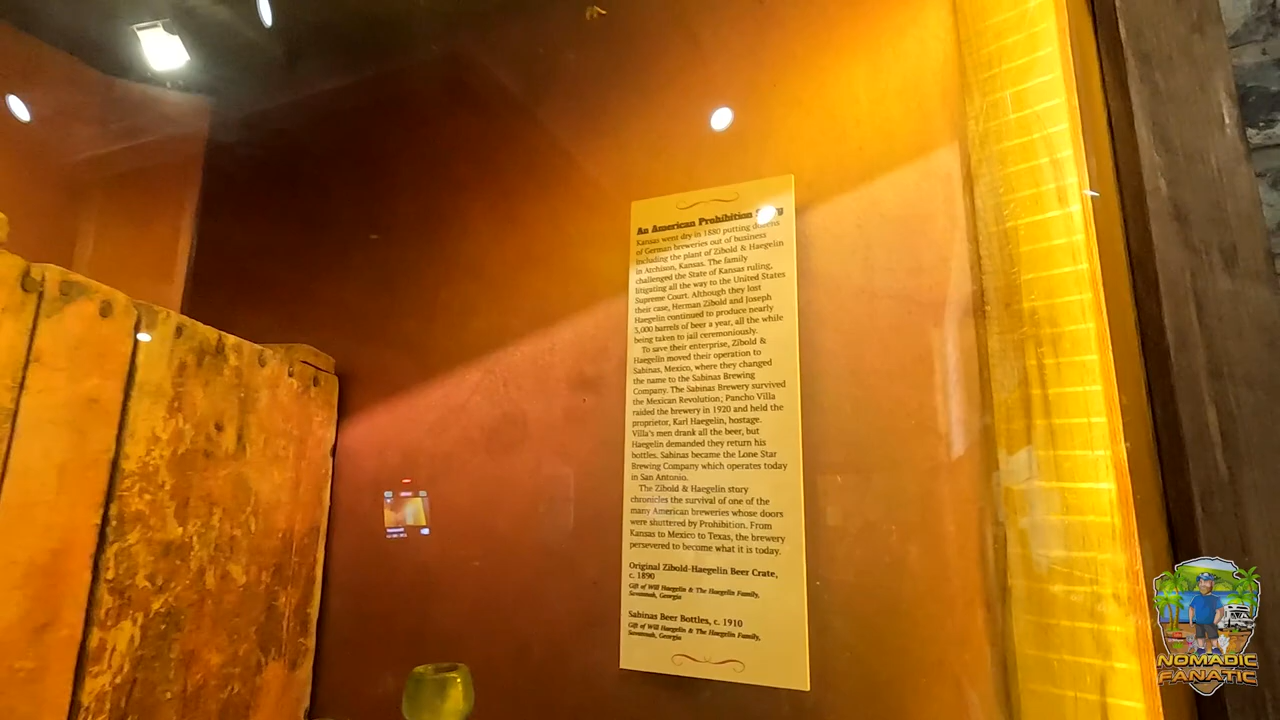 An American Prohibition
Kansas went dry in 1880 putting dozens
of German breweries out of business
including the plant of Zibold & Haegelin
in Atchison, Kansas. The family
challenged the State of Kansas ruling,
litigating all the way to the United States
Supreme Court. Although they lost
their case, Herman Zibold and Joseph
Haegelin continued to produce nearly
3,000 barrels of beer a year, all the while
being taken to jail ceremoniously.
To save their enterprise, Zibold &
Haegelin moved their operation to
Sabinas, Mexico, where they changed
the name to the Sabinas Brewing
Company. The Sabinas Brewery survived
the Mexican Revolution; Pancho Villa
raided the brewery in 1920 and held the
proprietor, Karl Haegelin, hostage.
Villa's men drank all the beer, but
Haegelin demanded they return his
bottles. Sabinas became the Lone Star
Brewing Company which operates today
in San Antonio.
The Zibold & Haegelin story
chronicles the survival of one of the
many American breweries whose doors
were shuttered by Prohibition. From
Kansas to Mexico to Texas, the brewery
persevered to become what it is today.
Original Zibold-Haegelin Beer Crate,
c. 1890
Gift of Will Haegelin & The Haegelin Family,
Savannah, Georgia
Sabinas Beer Bottles, c. 1910
Gift of Will Haegelin & The Haegelin Family,
Savannah, Georgia
NOMADIC
FANATIC